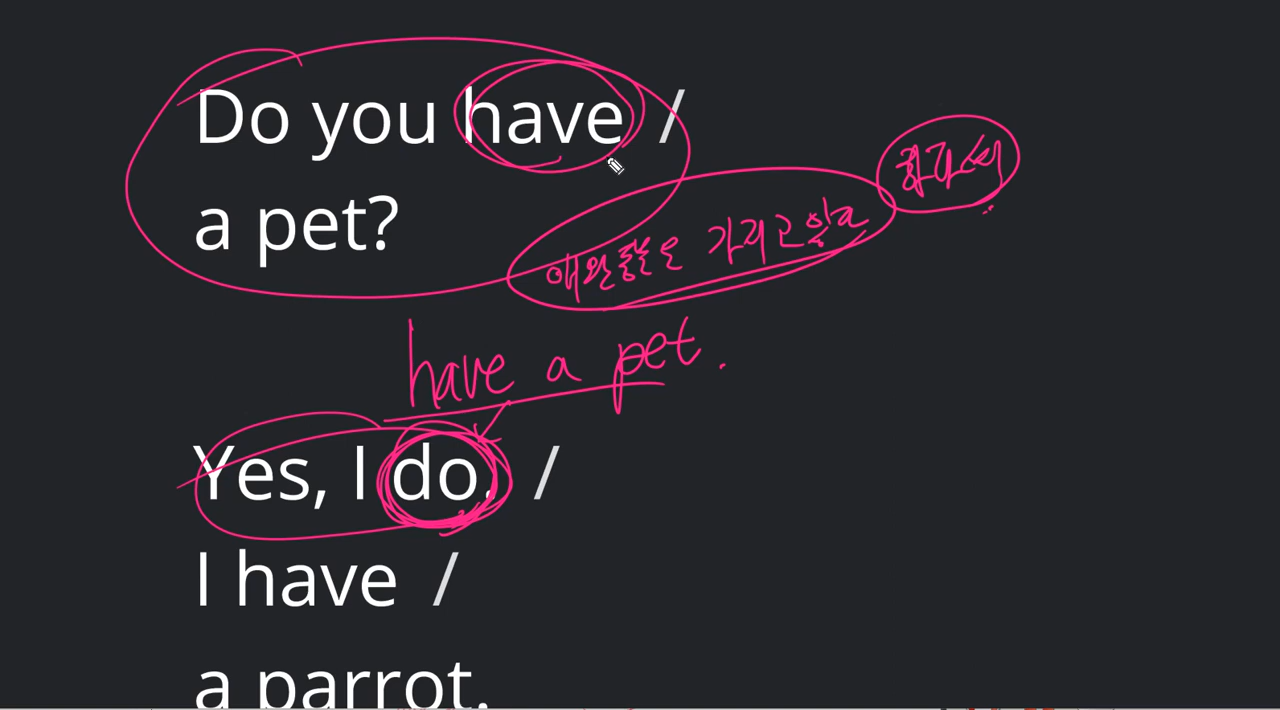 Do you have /
a pet?
애완동물을 가지고있고
have a pet.
Yes, I do. /
I have /
a parrot.